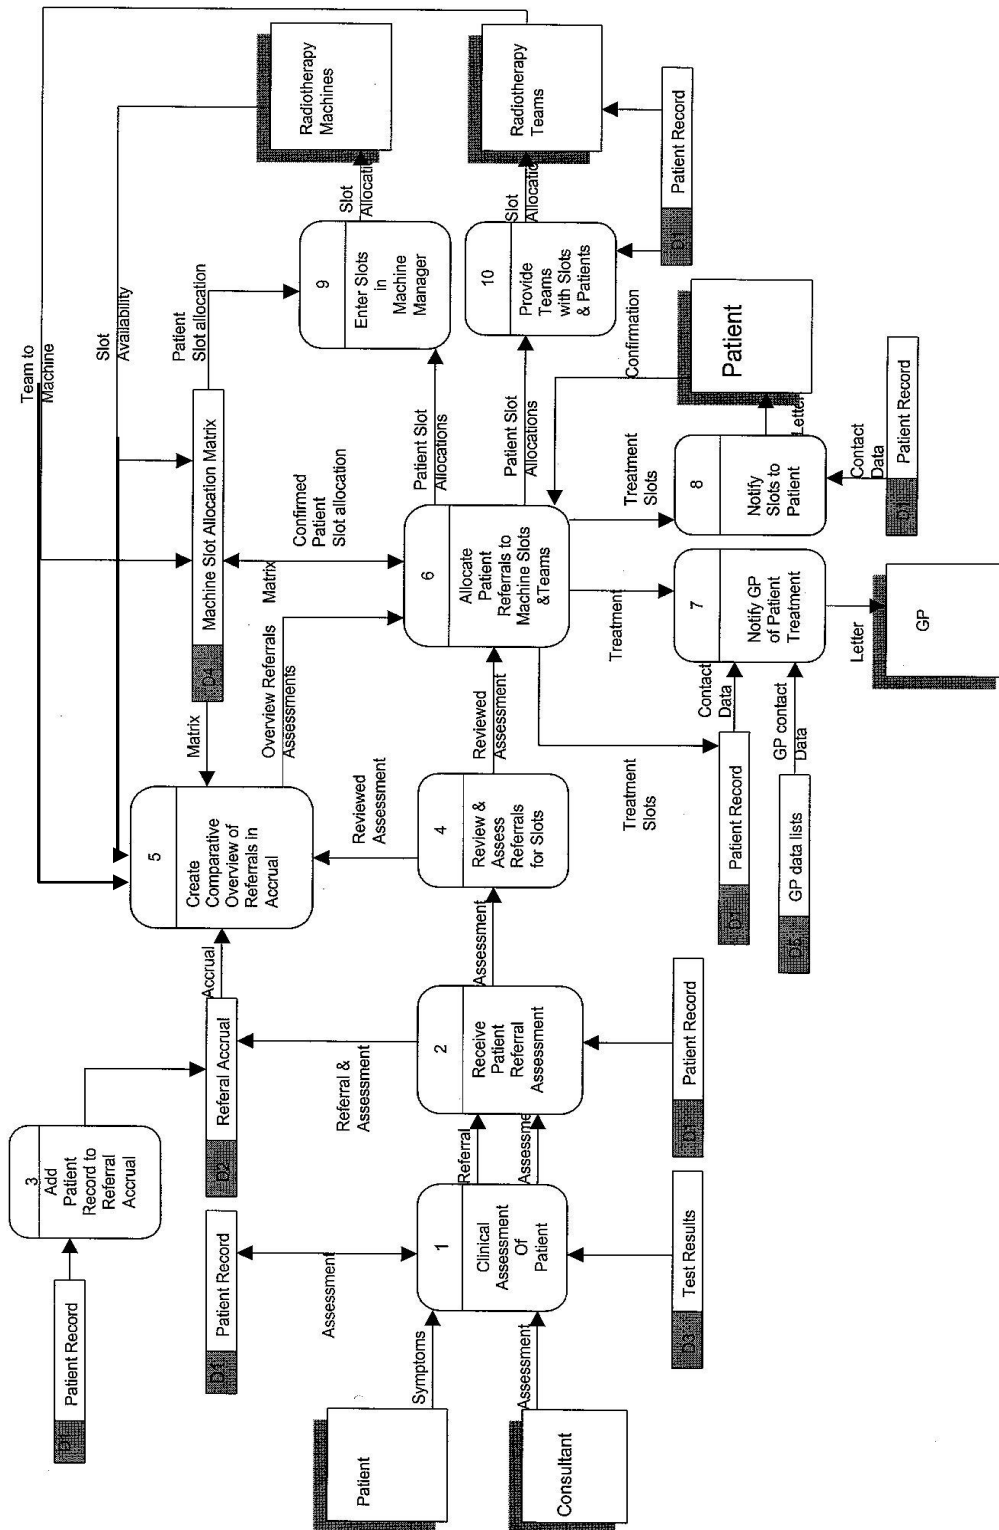 Team to
Machine
D1
Patient Record
3
Add
Patient
Record to
Referral
Accrual
Slot
Availability
D1
Patient Record
D2
Referal Accrual
Accrual
5
Create
Comparative
Overview of
Referrals in
Accrual
Matrix
D4
Machine Slot Allocation Matrix
Patient
Slot allocation
Radiotherapy
Machines
Assessment
Referral &
Assessment
Reviewed
Assessment
Overview Referrals
Assessments
Matrix
Confirmed
Patient
Slot allocation
9
Enter Slots
in
Machine
Manager
Slot
Allocation
Patient
Symptoms
1
Clinical
Assessment
Of
Patient
Referral
Assessment
2
Receive
Patient
Referral
Assessment
Assessment
4
Review &
Assess
Referrals
for Slots
Reviewed
Assessment
6
Allocate
Patient
Referrals to
Machine Slots
&Teams
Patient Slot
Allocations
Patient Slot
Allocations
10
Provide
Teams
with Slots
& Patients
Slot
Allocation
Radiotherapy
Teams
Consultant
Assessment
Treatment
Slots
Treatment
Treatment
Slots
Confirmation
D3
Test Results
D1
Patient Record
D1
Patient Record
Contact
Data
7
Notify GP
of Patient
Treatment
8
Notify
Slots to
Patient
Letter
Patient
D1
Patient Record
D5
GP data lists
GP contact
Data
Letter
GP
Contact
Data
D1
Patient Record